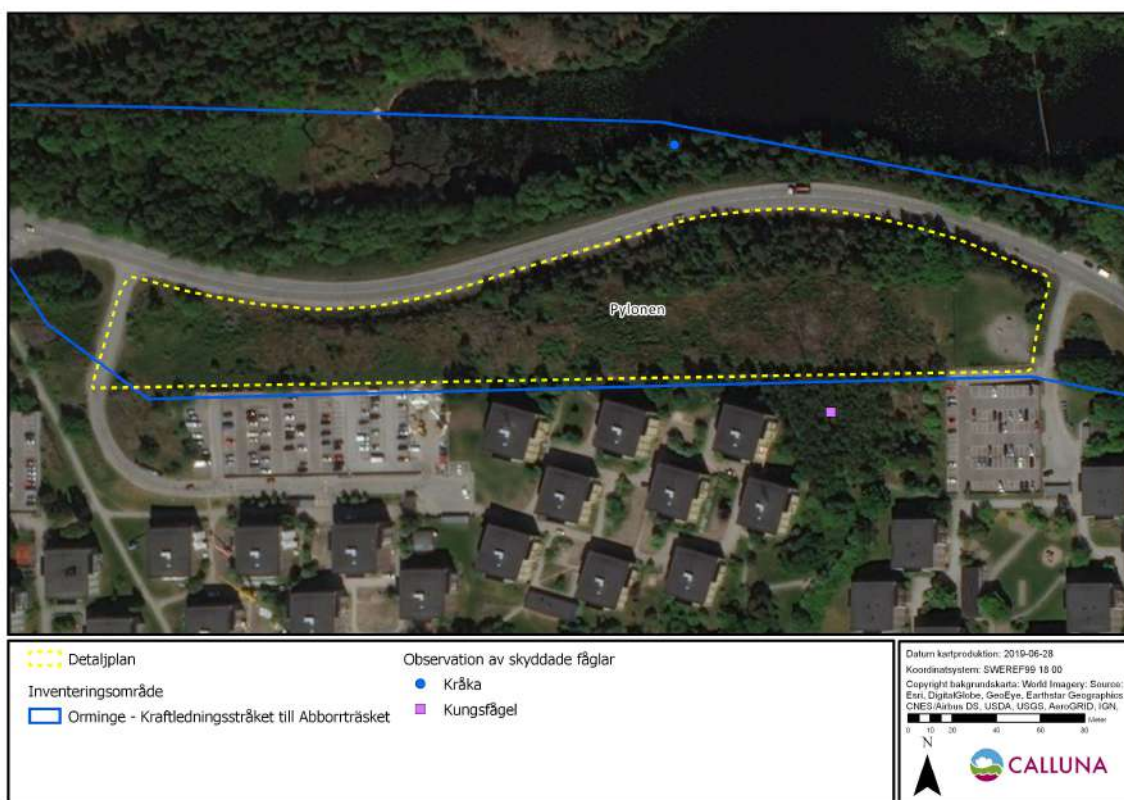 Pylonen
Detaljplan
Inventeringsområde
Orminge - Kraftledningsstråket till Abborrträsket
Observation av skyddade fåglar
Kråka
Kungsfågel
Datum kartproduktion: 2019-06-28
Koordinatsystem: SWEREF99 18 00
Copyright bakgrundskarta: World Imagery: Source:
Esri, DigitalGlobe, GeoEye, Earthstar Geographics,
CNES/Airbus DS, USDA, USGS, AeroGRID, IGN,
Meter
0 10 20 40 60 80
N
CALLUNA